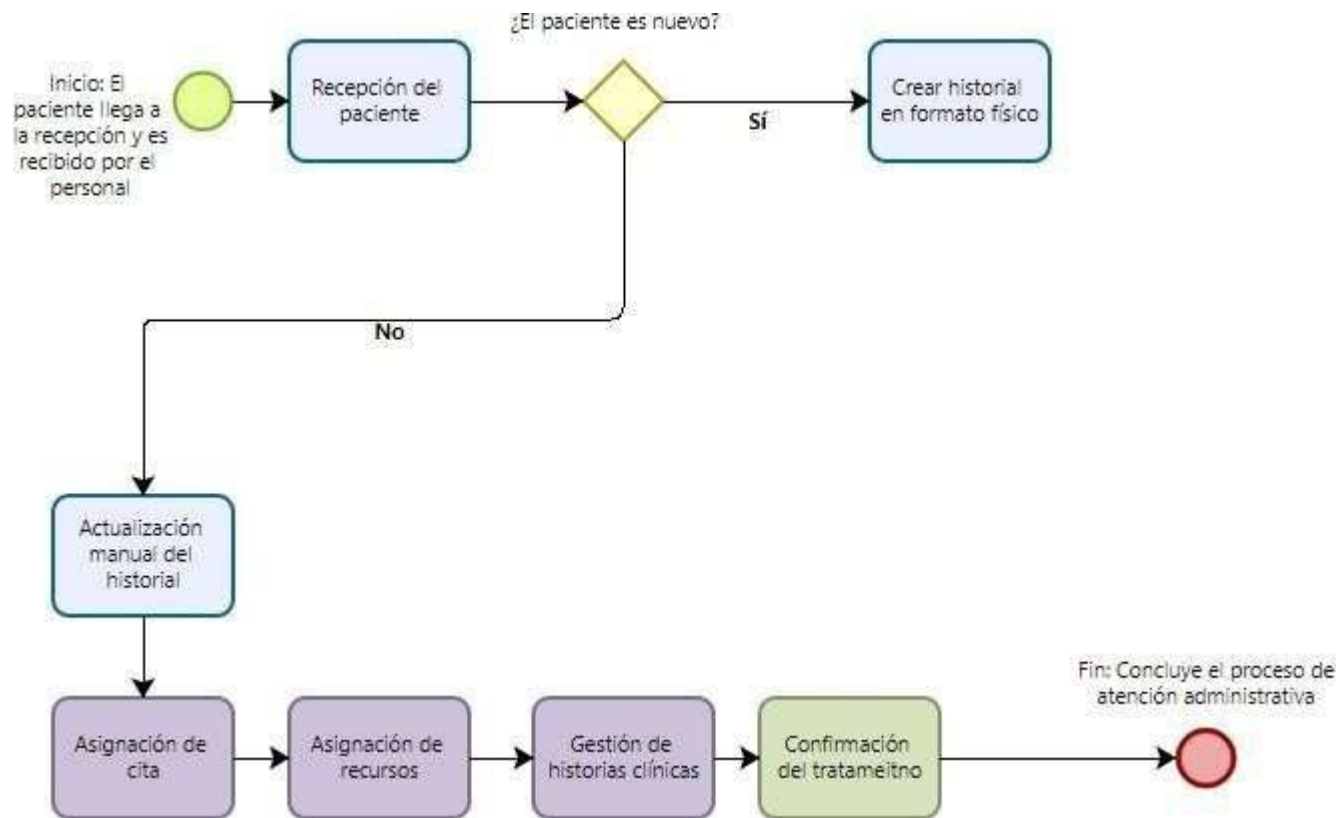 ¿El paciente es nuevo?
Inicio: El
paciente llega a
la recepción y es
recibido por el
personal
Recepción del
paciente
Sí
Crear historial
en formato físico
No
Actualización
manual del
historial
Asignación de
cita
Asignación de
recursos
Gestión de
historias clínicas
Confirmación
del tratameitno
Fin: Concluye el proceso de
atención administrativa